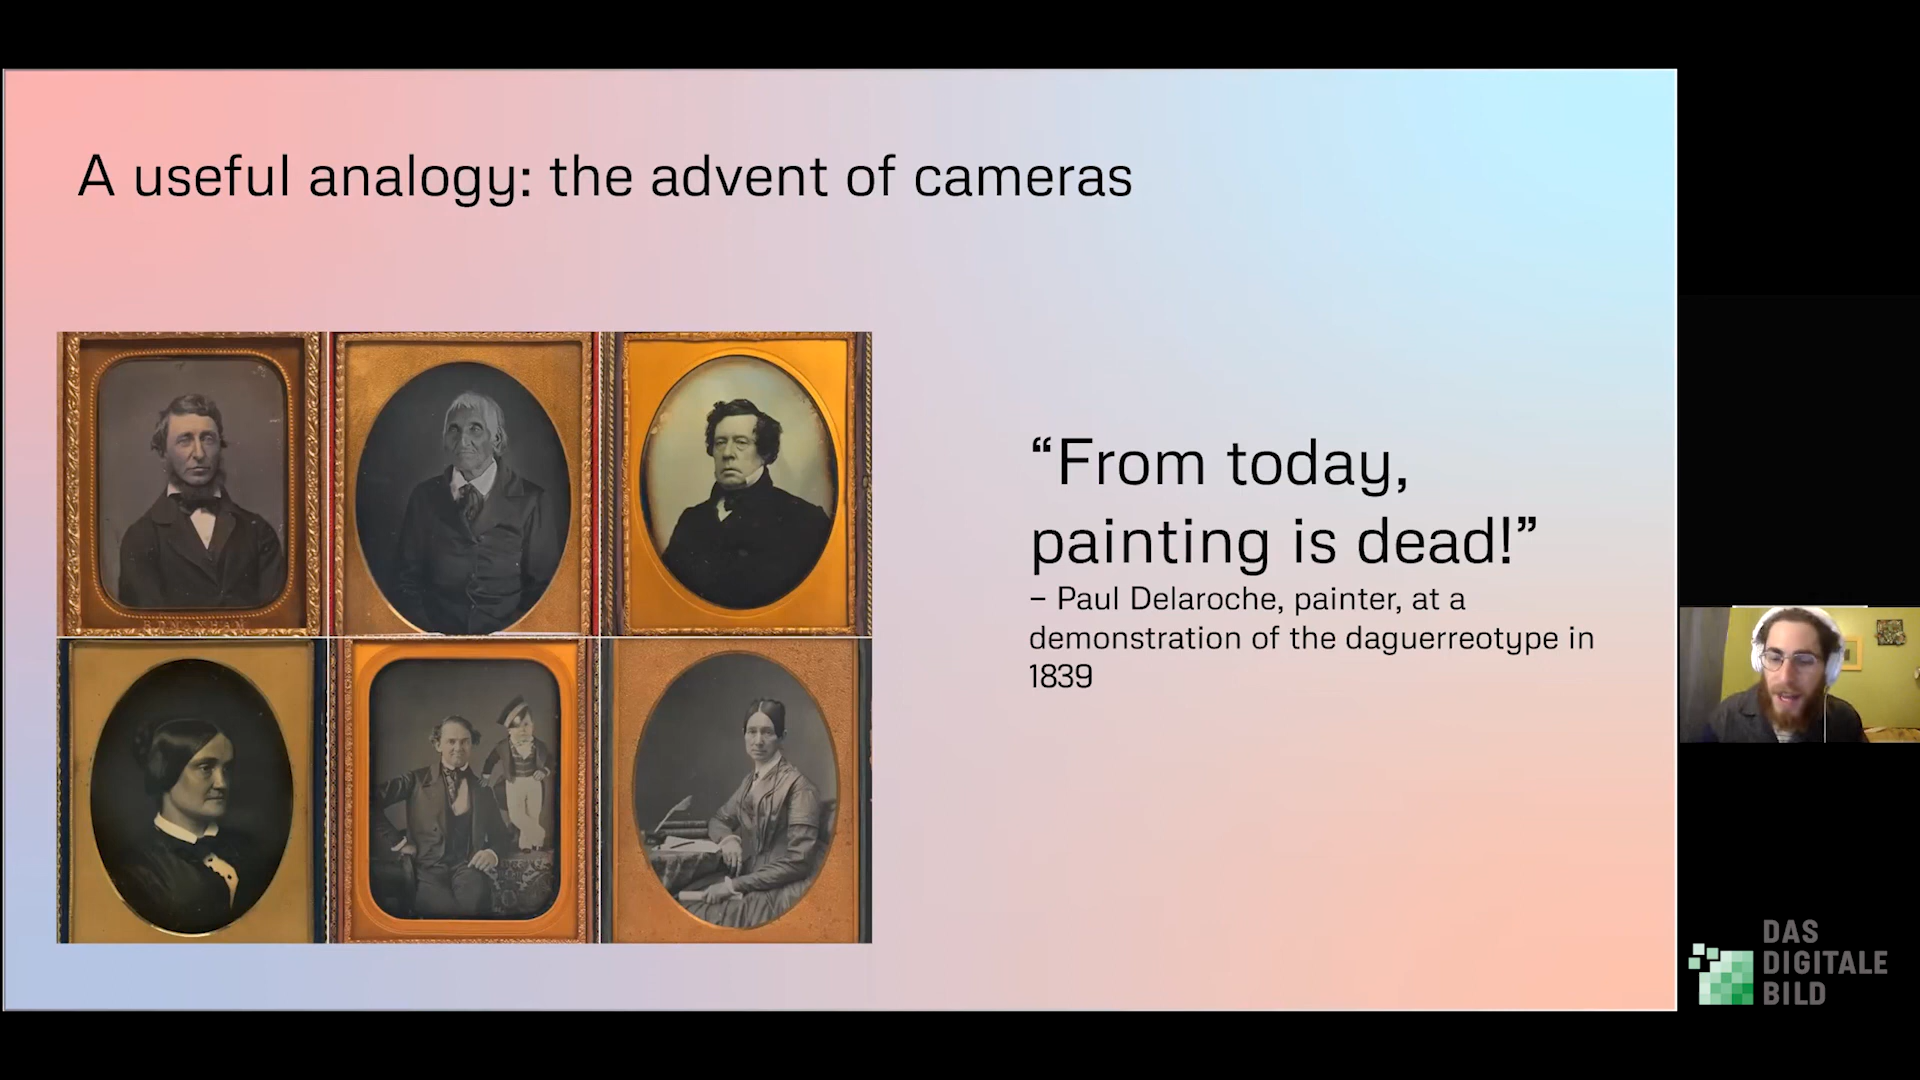 A useful analogy: the advent of cameras
“From today,
painting is dead!”
– Paul Delaroche, painter, at a
demonstration of the daguerreotype in
1839
DAS
DIGITALE
BILD